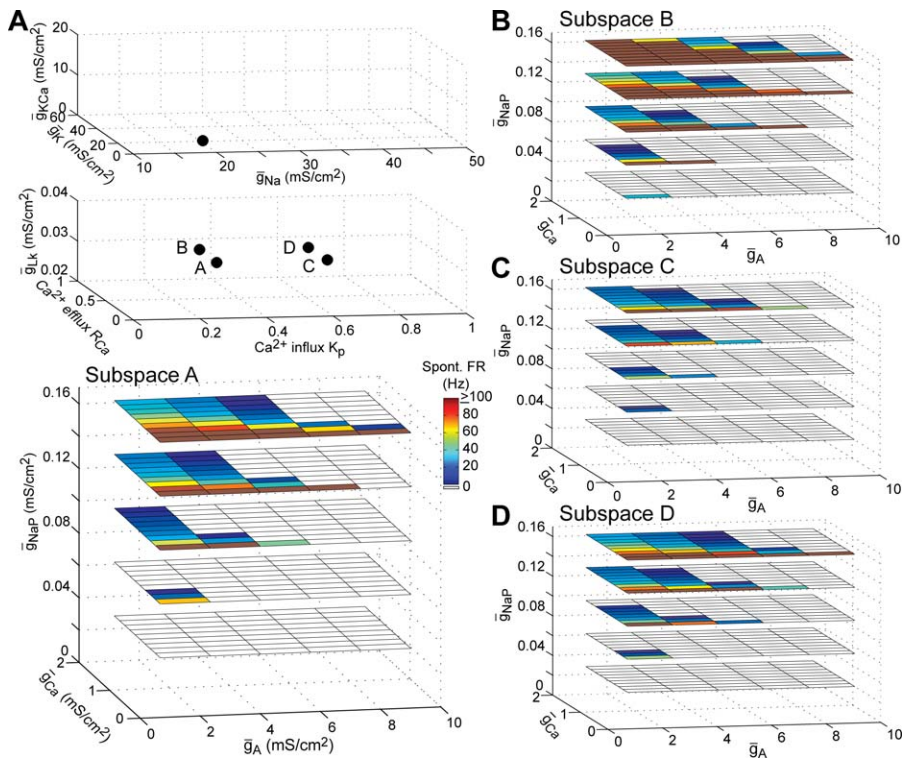 A
20
10
0
ḡKCa (mS/cm²)
60
40
20
0
ḡK (mS/cm²)
10
20
30
40
50
ḡNa (mS/cm²)
0.04
0.03
0.02
ḡLk (mS/cm²)
B
A
D
C
1
0.5
0
Ca²⁺ efflux RCa
0
0.2
0.4
0.6
0.8
1
Ca²⁺ influx Kp
Subspace A
0.16
0.12
0.08
0.04
0
ḡNaP (mS/cm²)
2
1
0
ḡCa (mS/cm²)
0
2
4
6
8
10
ḡA (mS/cm²)
Spont. FR
(Hz)
≥100
80
60
40
20
0
B
Subspace B
0.16
0.12
0.08
0.04
0
ḡNaP
2
1
0
ḡCa
0
2
4
6
8
10
ḡA
C
Subspace C
0.16
0.12
0.08
0.04
0
ḡNaP
2
1
0
ḡCa
0
2
4
6
8
10
ḡA
D
Subspace D
0.16
0.12
0.08
0.04
0
ḡNaP
2
1
0
ḡCa
0
2
4
6
8
10
ḡA